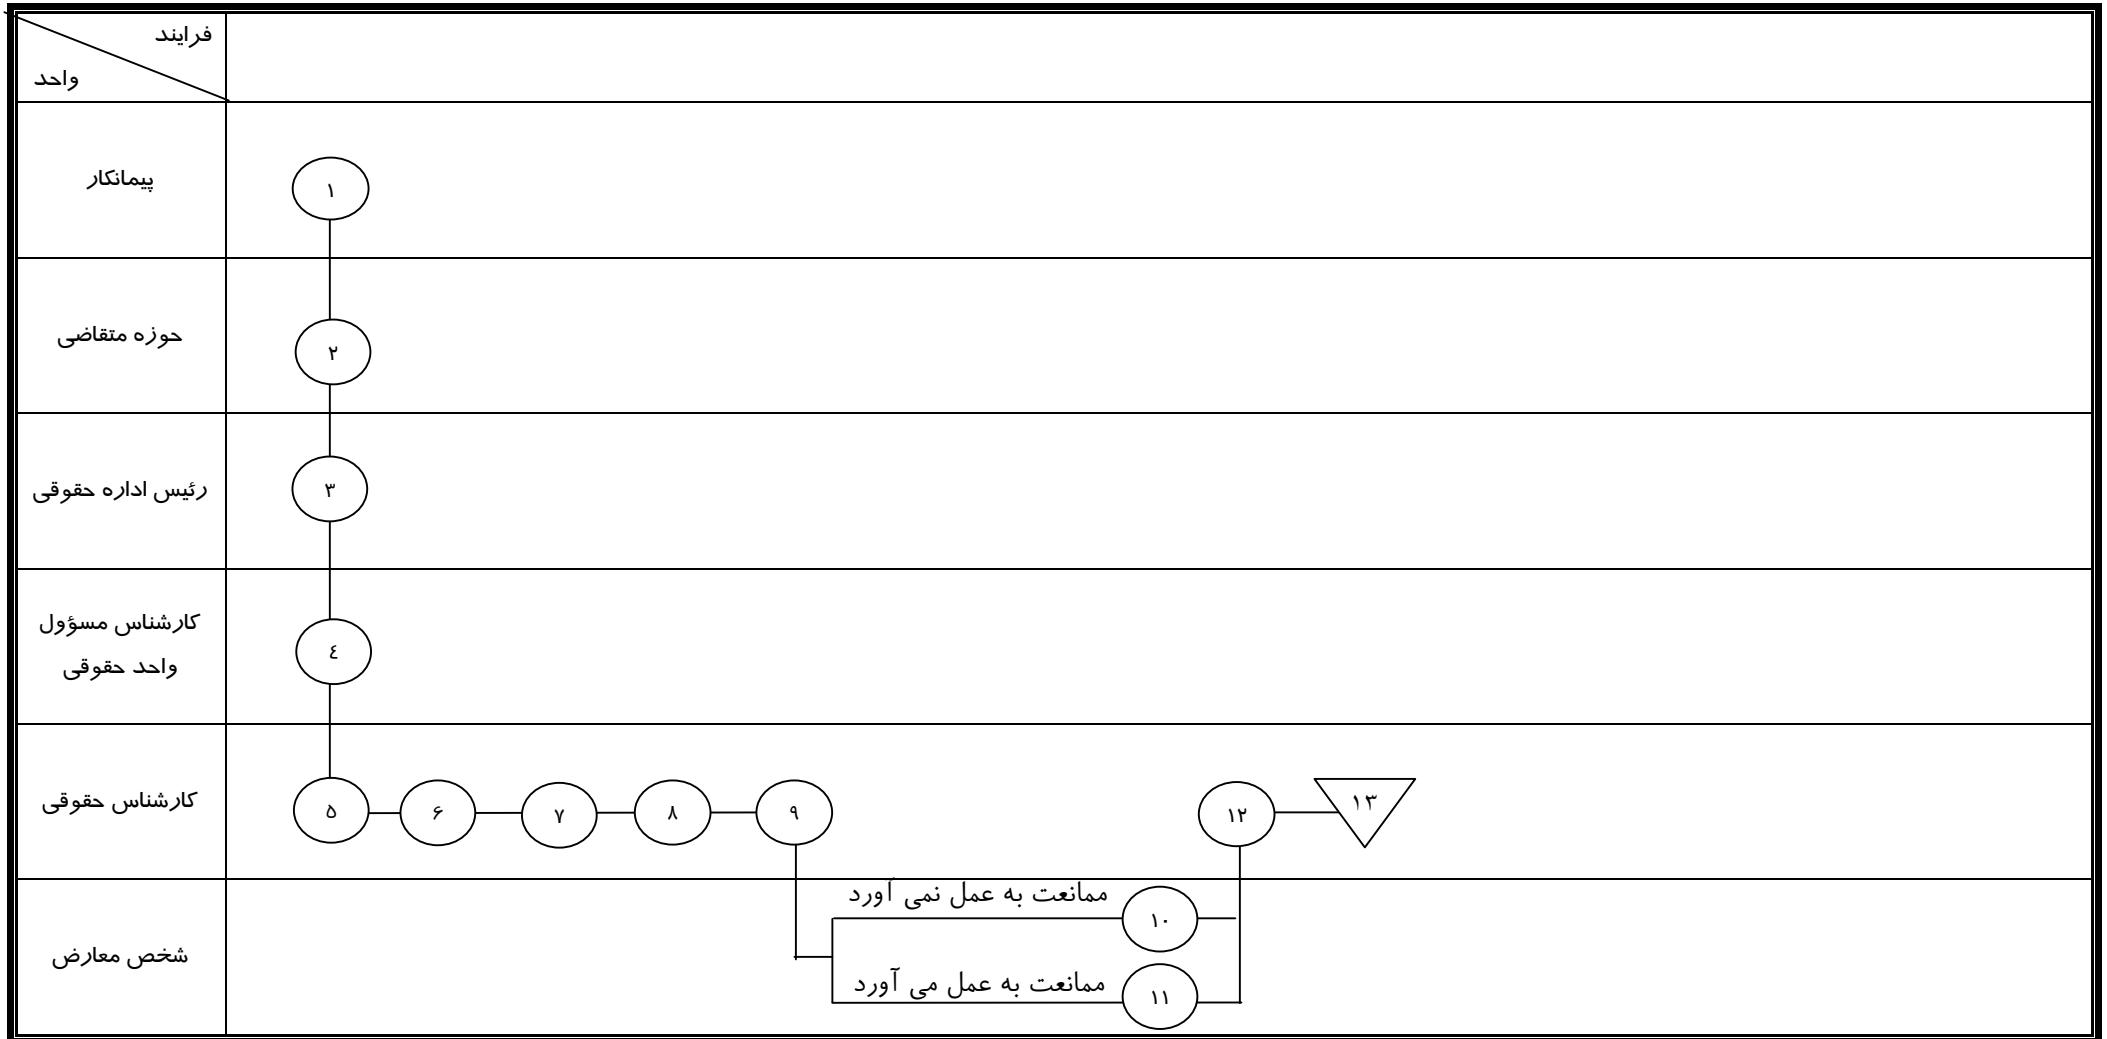 فرایند
واحد
پیمانکار
۱
حوزه متقاضی
۲
رئیس اداره حقوقی
۳
کارشناس مسؤول
واحد حقوقی
٤
کارشناس حقوقی
۵
۶
۷
۸
۹
۱۲
۱۳
شخص معارض
ممانعت به عمل نمی آورد
۱۰
ممانعت به عمل می آورد
۱۱